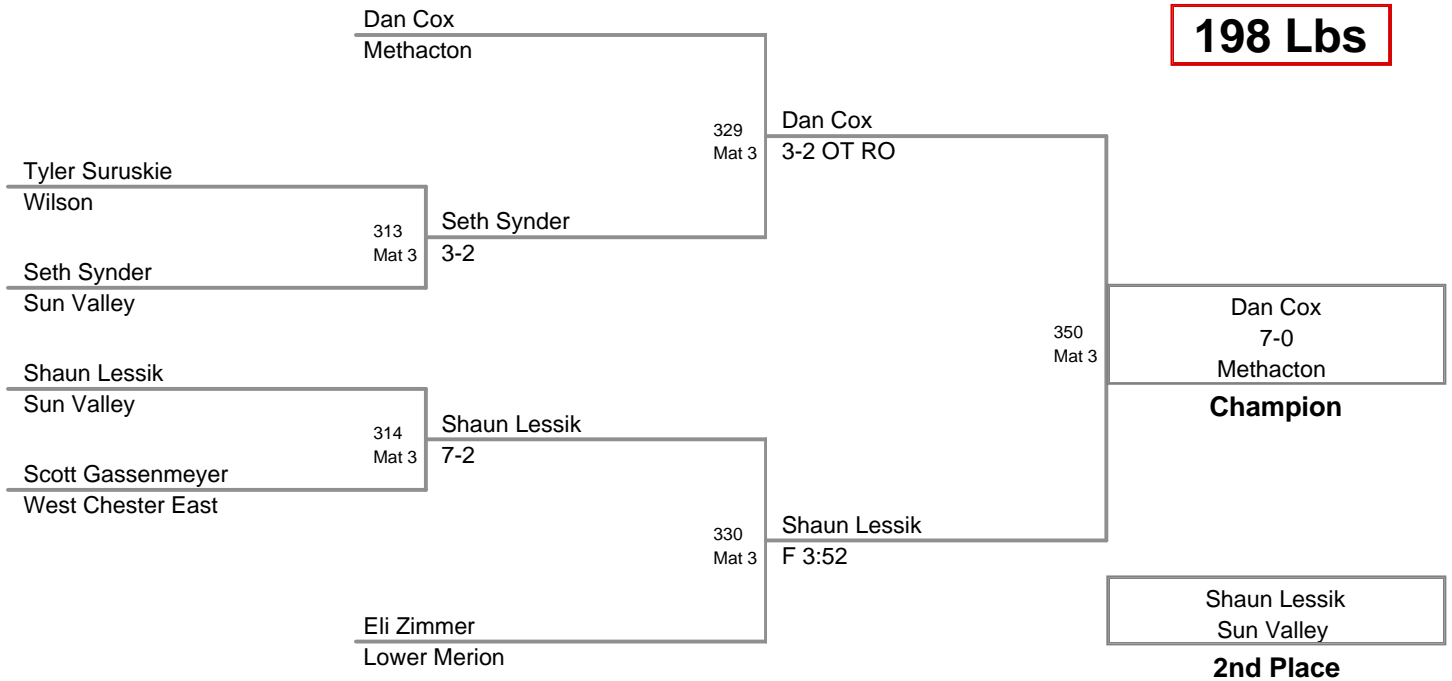 Dan Cox
Methacton
198 Lbs
329
Mat 3
Dan Cox
3-2 OT RO
Tyler Suruskie
Wilson
313
Mat 3
Seth Synder
3-2
Seth Synder
Sun Valley
350
Mat 3
Dan Cox
7-0
Methacton
Champion
Shaun Lessik
Sun Valley
314
Mat 3
Shaun Lessik
7-2
Scott Gassenmeyer
West Chester East
330
Mat 3
Shaun Lessik
F 3:52
Eli Zimmer
Lower Merion
Shaun Lessik
Sun Valley
2nd Place